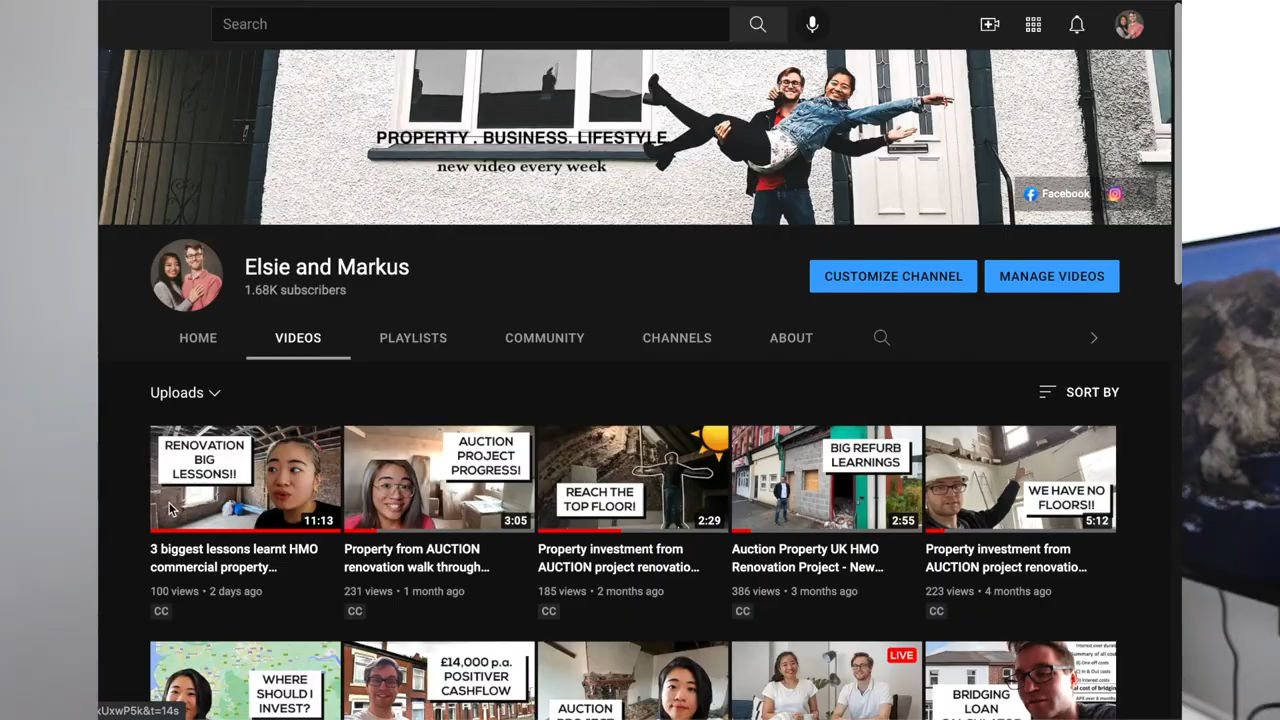 Search
PROPERTY . BUSINESS. LIFESTYLE
new video every week
Facebook
Elsie and Markus
1.68K subscribers
CUSTOMIZE CHANNEL
MANAGE VIDEOS
HOME
VIDEOS
PLAYLISTS
COMMUNITY
CHANNELS
ABOUT
Uploads
SORT BY
RENOVATION
BIG
LESSONS!!
11:13
AUCTION
PROJECT
PROGRESS!
3:05
REACH THE
TOP FLOOR!
2:29
BIG REFURB
LEARNINGS
2:55
WE HAVE NO
FLOORS!!
5:12
3 biggest lessons learnt HMO
commercial property...
100 views • 2 days ago
CC
Property from AUCTION
renovation walk through...
231 views • 1 month ago
CC
Property investment from
AUCTION project renovatio...
185 views • 2 months ago
CC
Auction Property UK HMO
Renovation Project - New...
386 views • 3 months ago
CC
Property investment from
AUCTION project renovatio...
223 views • 4 months ago
CC
WHERE
SHOULD I
INVEST?
£14,000 p.a.
POSITIVER
CASHFLOW
AUCTION
LIVE
BRIDGING
LOAN
xUxwP5k&t=14s